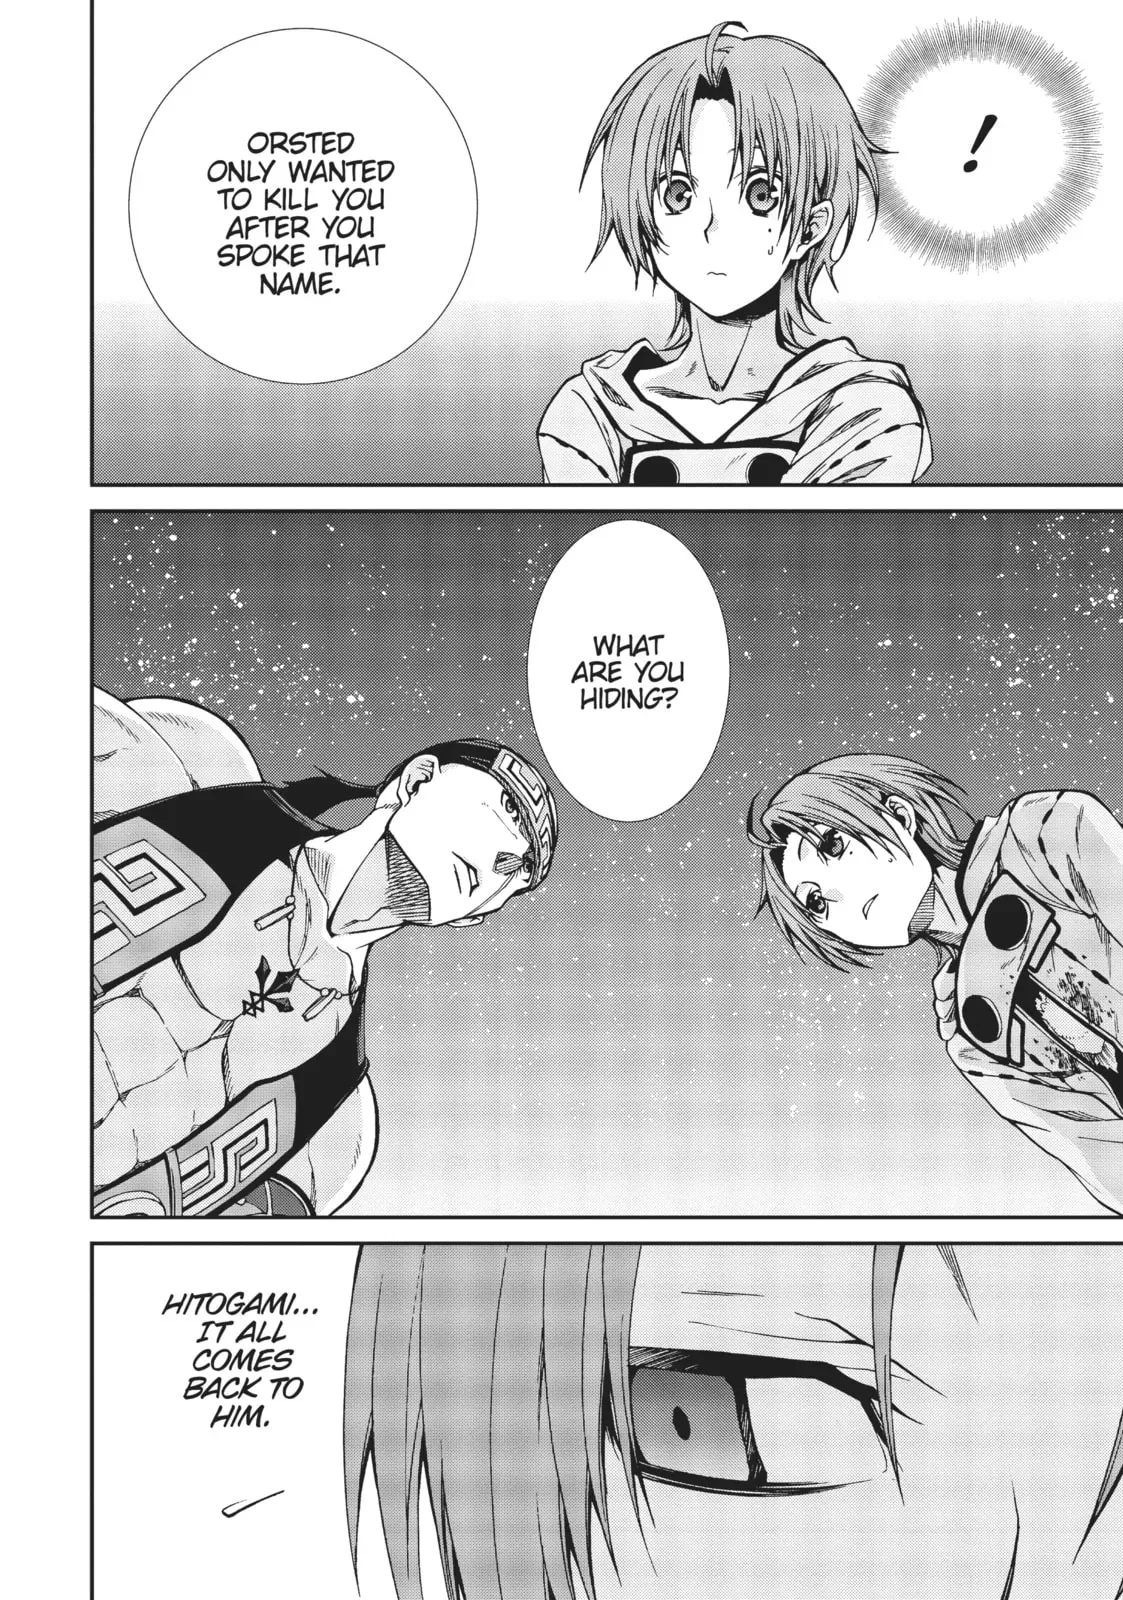 !
ORSTED
ONLY WANTED
TO KILL YOU
AFTER YOU
SPOKE THAT
NAME.
WHAT
ARE YOU
HIDING?
HITOGAMI...
IT ALL
COMES
BACK TO
HIM.